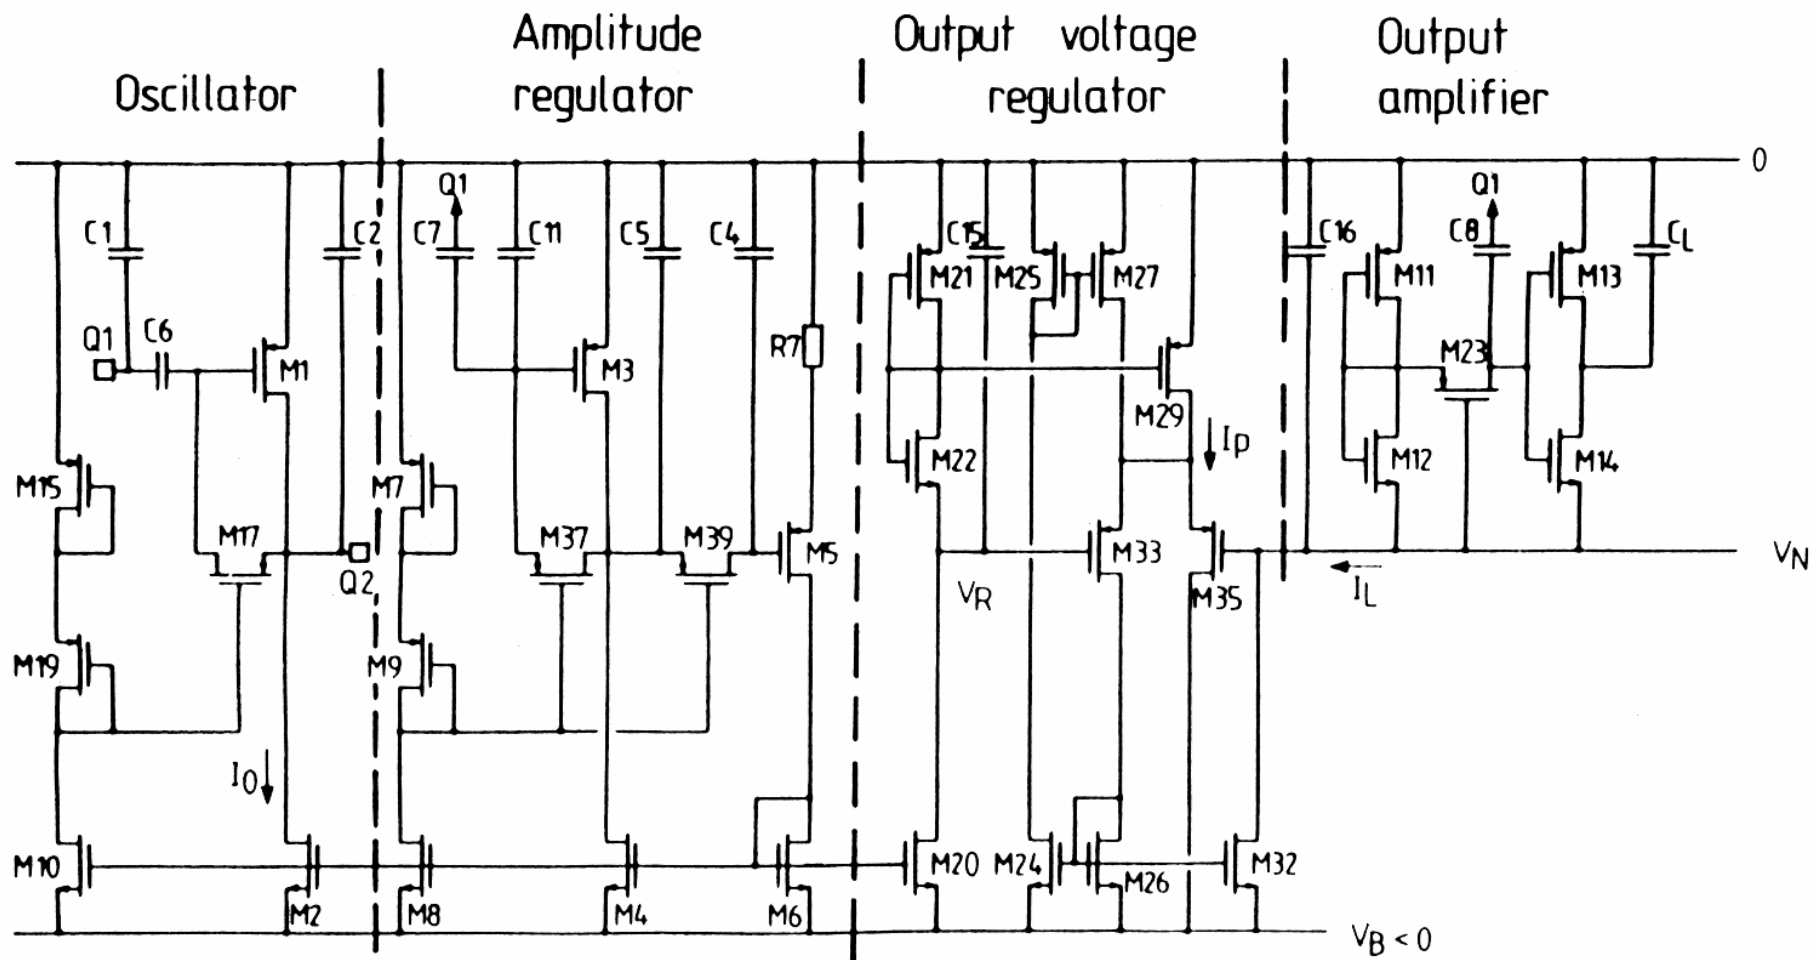 Oscillator
Amplitude
regulator
Output voltage
regulator
Output
amplifier
0
Q1
Q1
C1
C2
C7
C11
C5
C4
C15
C16
C8
CL
M21
M25
M27
M11
M13
Q1
C6
M1
M3
R7
M23
M29
IP
M15
M7
M22
M12
M14
M17
M37
M39
M5
M33
Q2
VR
M35
IL
VN
M19
M9
I0
M10
M20
M24
M26
M32
M2
M8
M4
M6
VB < 0